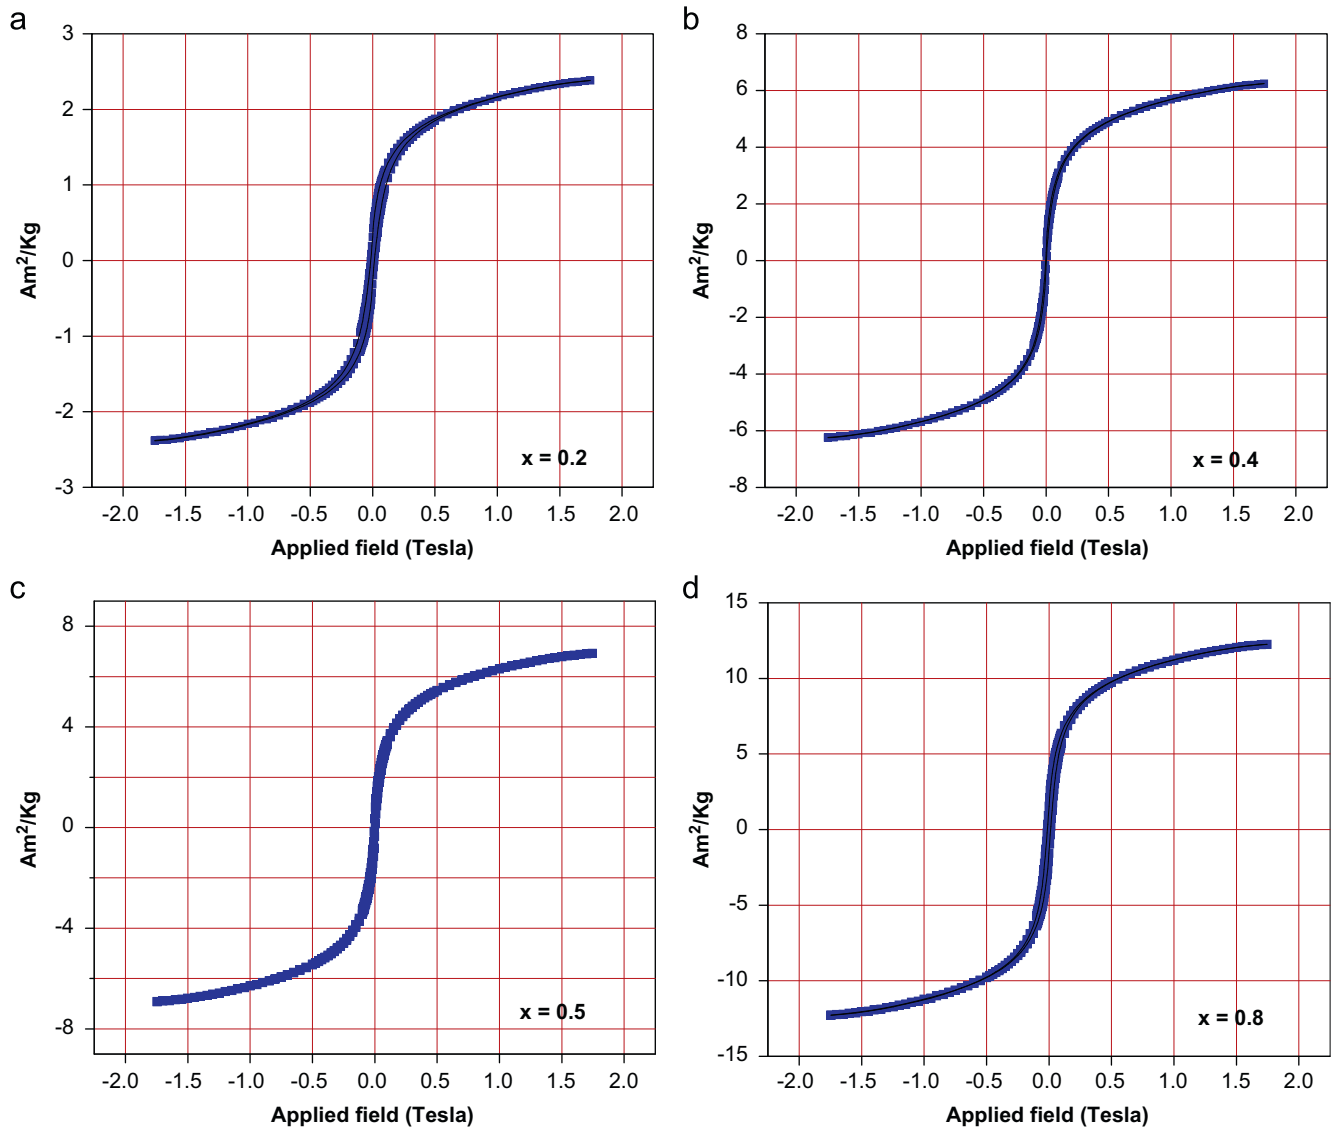 a
3
2
1
0
-1
-2
-3
Am²/Kg
x = 0.2
-2.0 -1.5 -1.0 -0.5 0.0 0.5 1.0 1.5 2.0
Applied field (Tesla)
b
8
6
4
2
0
-2
-4
-6
-8
Am²/Kg
x = 0.4
-2.0 -1.5 -1.0 -0.5 0.0 0.5 1.0 1.5 2.0
Applied field (Tesla)
c
8
4
0
-4
-8
Am²/Kg
x = 0.5
-2.0 -1.5 -1.0 -0.5 0.0 0.5 1.0 1.5 2.0
Applied field (Tesla)
d
15
10
5
0
-5
-10
-15
Am²/Kg
x = 0.8
-2.0 -1.5 -1.0 -0.5 0.0 0.5 1.0 1.5 2.0
Applied field (Tesla)